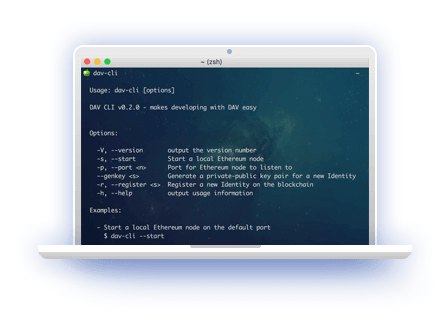 ~ (zsh)
dav-cli
~
Usage: dav-cli [options]
DAV CLI v0.2.0 - makes developing with DAV easy
Options:
-V, --version output the version number
-s, --start Start a local Ethereum node
-p, --port <n> Port for Ethereum node to listen to
--genkey <s> Generate a private-public key pair for a new Identity
-r, --register <s> Register a new Identity on the blockchain
-h, --help output usage information
Examples:
- Start a local Ethereum node on the default port
$ dav-cli --start